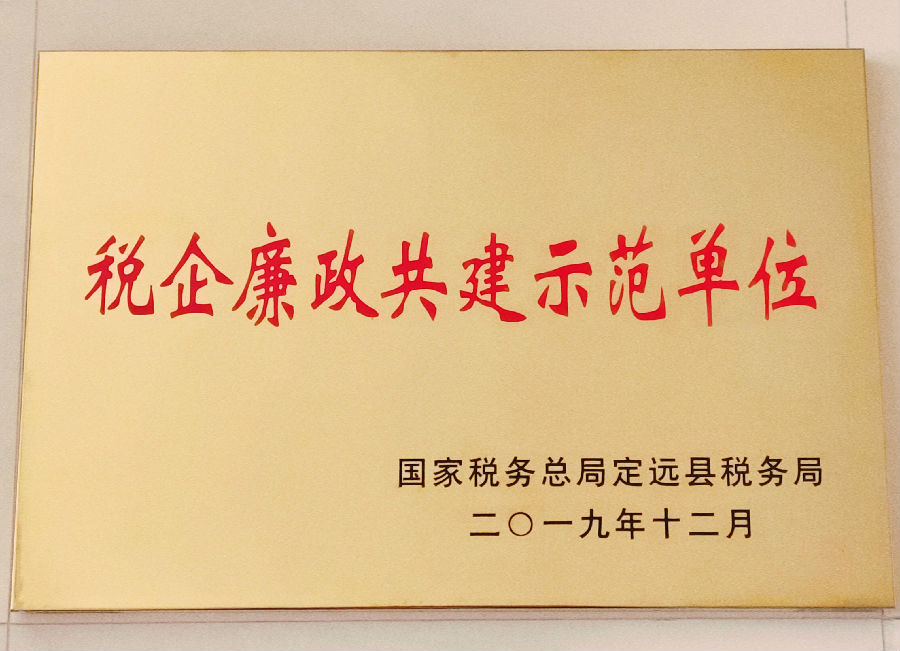 税企廉政共建示范单位
国家税务总局定远县税务局
二〇一九年十二月